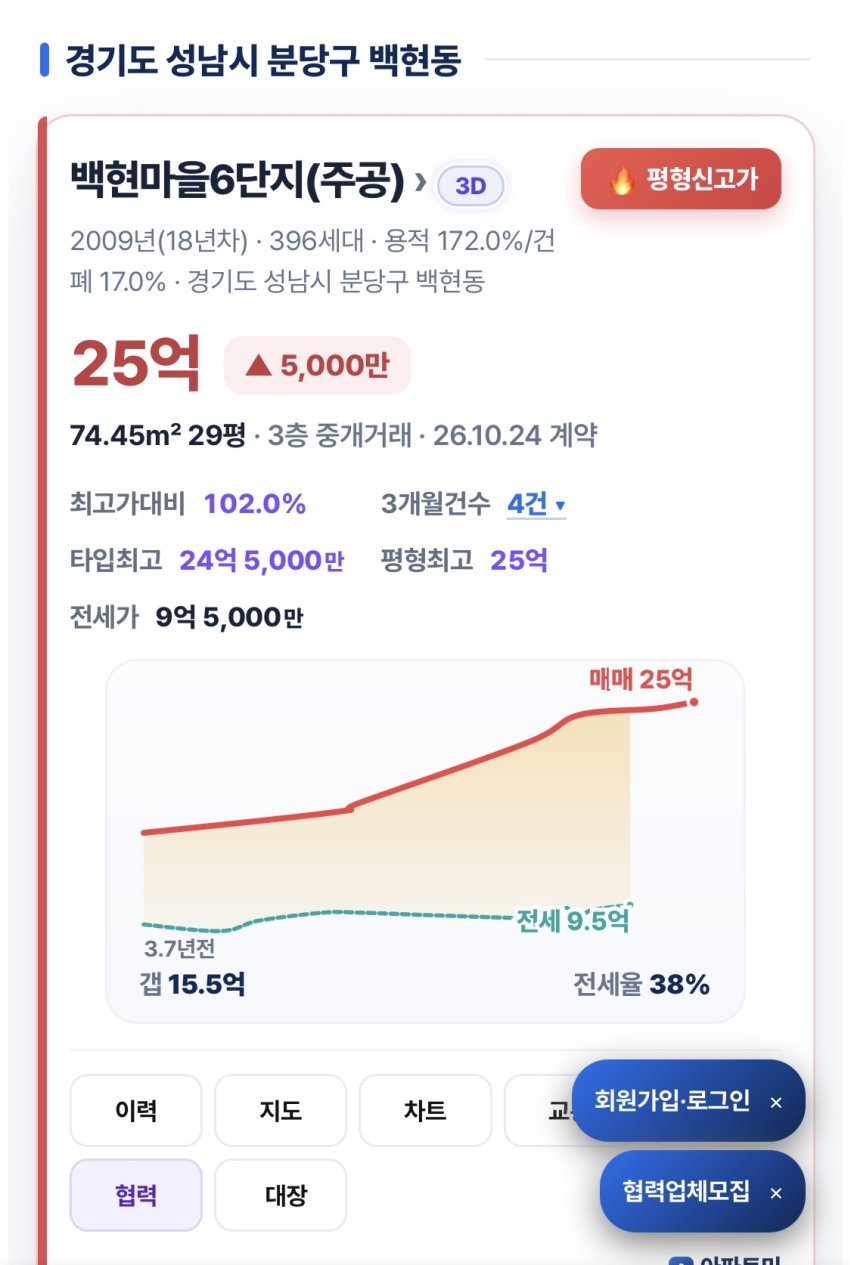 경기도 성남시 분당구 백현동
백현마을6단지(주공) › 3D 🔥 평형신고가
2009년(18년차) · 396세대 · 용적 172.0%/건
폐 17.0% · 경기도 성남시 분당구 백현동
25억 ▲ 5,000만
74.45m² 29평 · 3층 중개거래 · 26.10.24 계약
최고가대비 102.0% 3개월건수 4건 ▾
타입최고 24억 5,000만 평형최고 25억
전세가 9억 5,000만
매매 25억
전세 9.5억
3.7년전
갭 15.5억 전세율 38%
이력 지도 차트
회원가입·로그인 ×
협력 대장
협력업체모집 ×